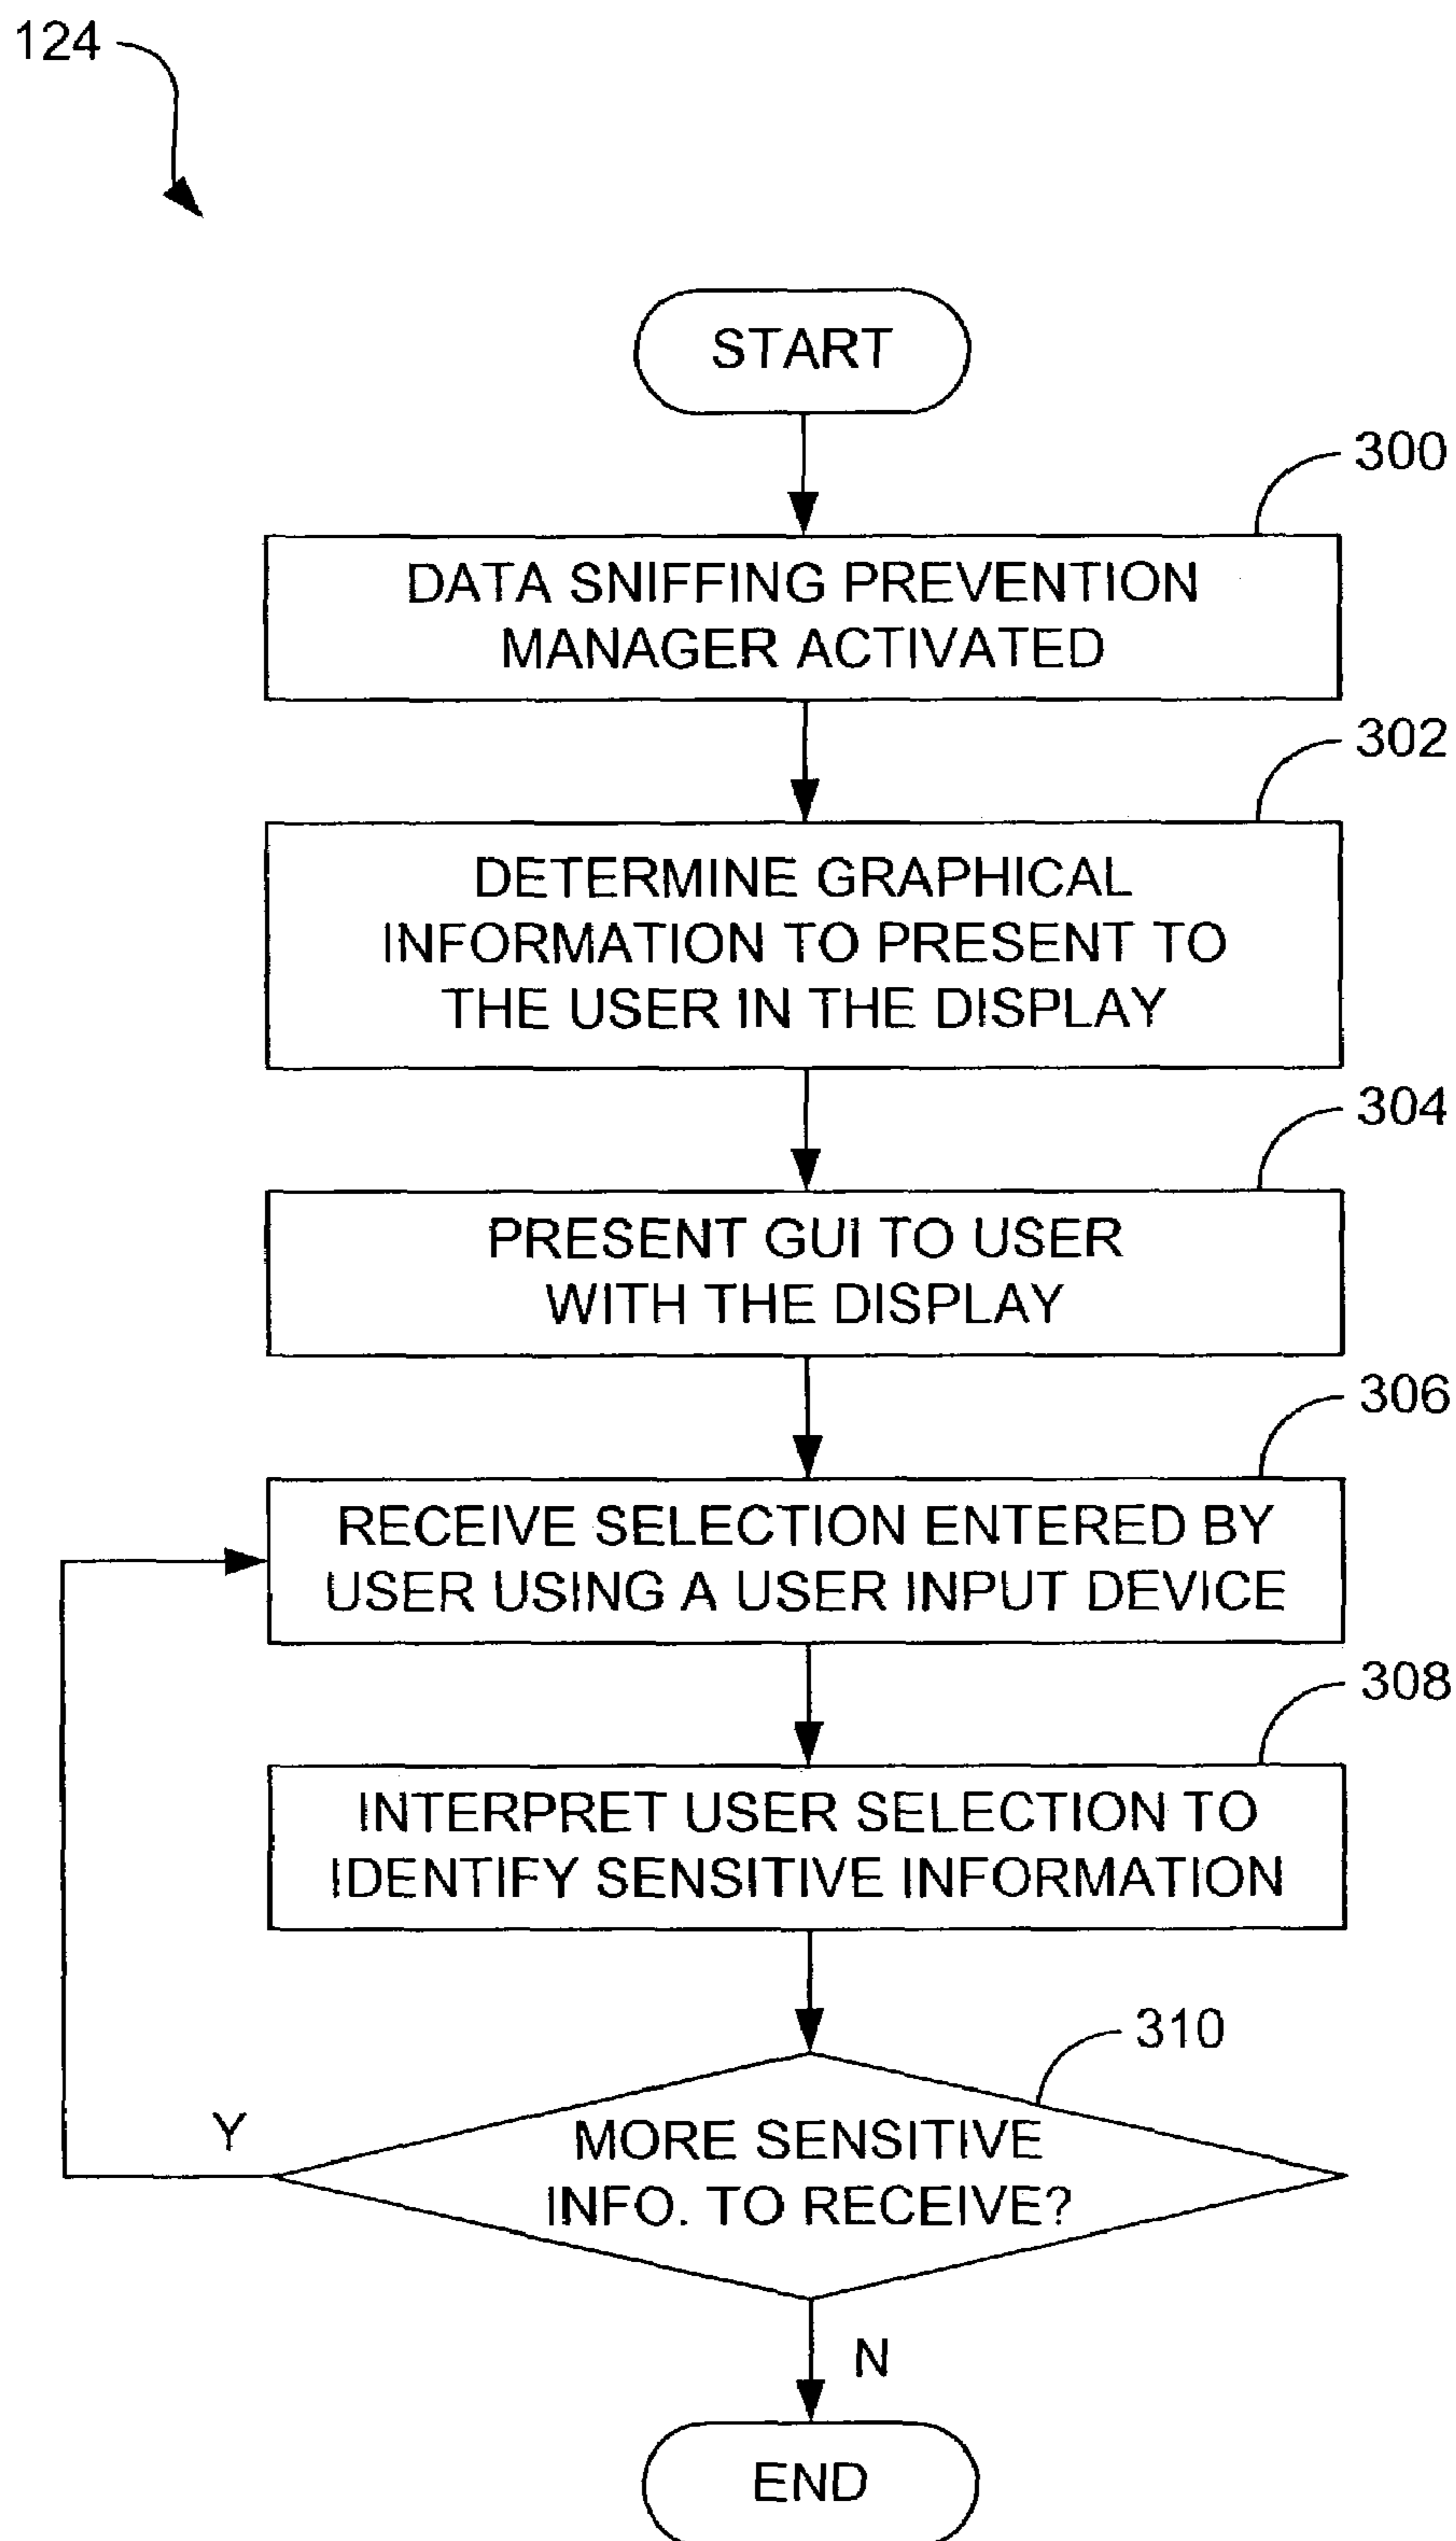 124
START
300
DATA SNIFFING PREVENTION
MANAGER ACTIVATED
302
DETERMINE GRAPHICAL
INFORMATION TO PRESENT TO
THE USER IN THE DISPLAY
304
PRESENT GUI TO USER
WITH THE DISPLAY
306
RECEIVE SELECTION ENTERED BY
USER USING A USER INPUT DEVICE
308
INTERPRET USER SELECTION TO
IDENTIFY SENSITIVE INFORMATION
310
MORE SENSITIVE
INFO. TO RECEIVE?
Y
N
END